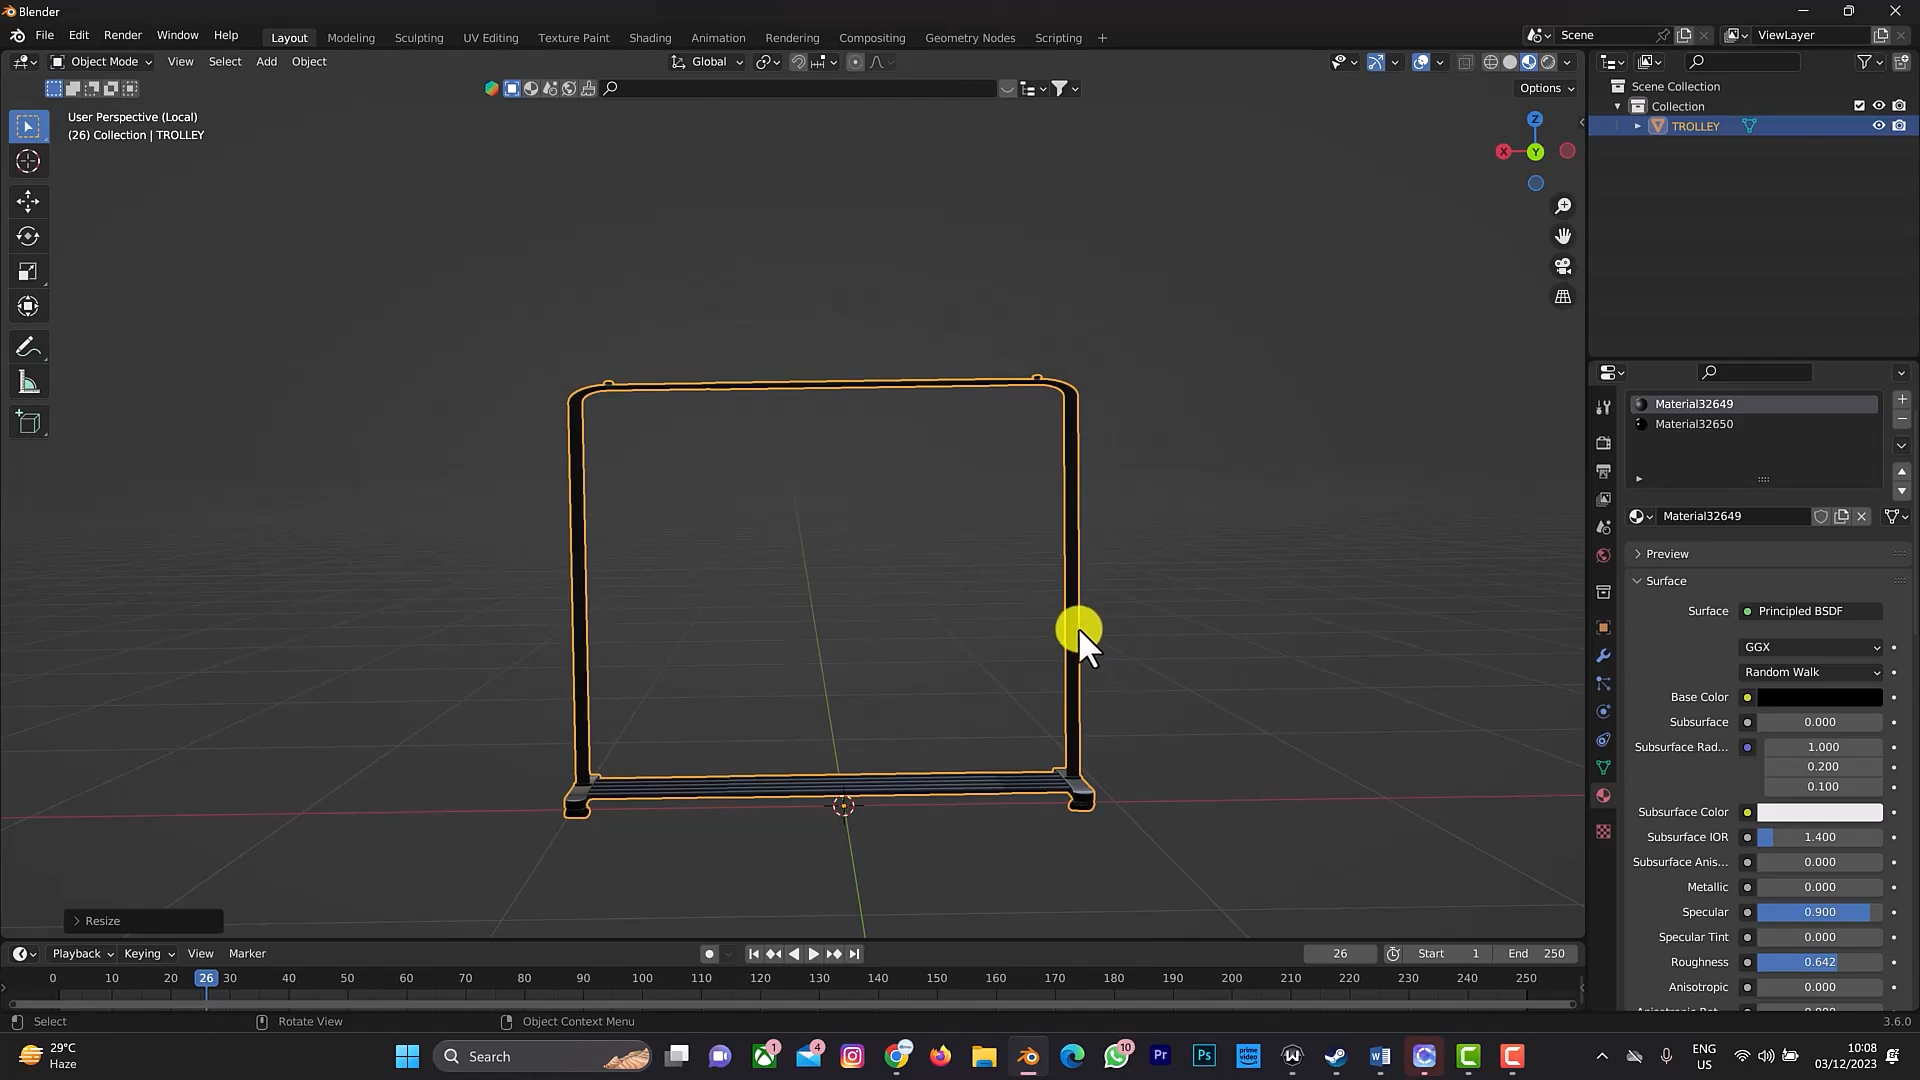 Blender
File Edit Render Window Help
Layout Modeling Sculpting UV Editing Texture Paint Shading Animation Rendering Compositing Geometry Nodes Scripting +
Scene
ViewLayer
Object Mode View Select Add Object
Global
Options
User Perspective (Local)
(26) Collection | TROLLEY
Z
X
Y
Scene Collection
Collection
TROLLEY
Material32649
Material32650
Material32649
Preview
Surface
Surface Principled BSDF
GGX
Random Walk
Base Color
Subsurface 0.000
Subsurface Rad... 1.000
0.200
0.100
Subsurface Color
Subsurface IOR 1.400
Subsurface Anis... 0.000
Metallic 0.000
Specular 0.900
Specular Tint 0.000
Roughness 0.642
Anisotropic 0.000
Resize
Playback Keying View Marker
26 Start 1 End 250
0 10 20 26 30 40 50 60 70 80 90 100 110 120 130 140 150 160 170 180 190 200 210 220 230 240 250
Select Rotate View Object Context Menu
3.6.0
29°C
Haze
Search
1
4
10
Pr
Ps
prime video
ENG
US
10:08
03/12/2023